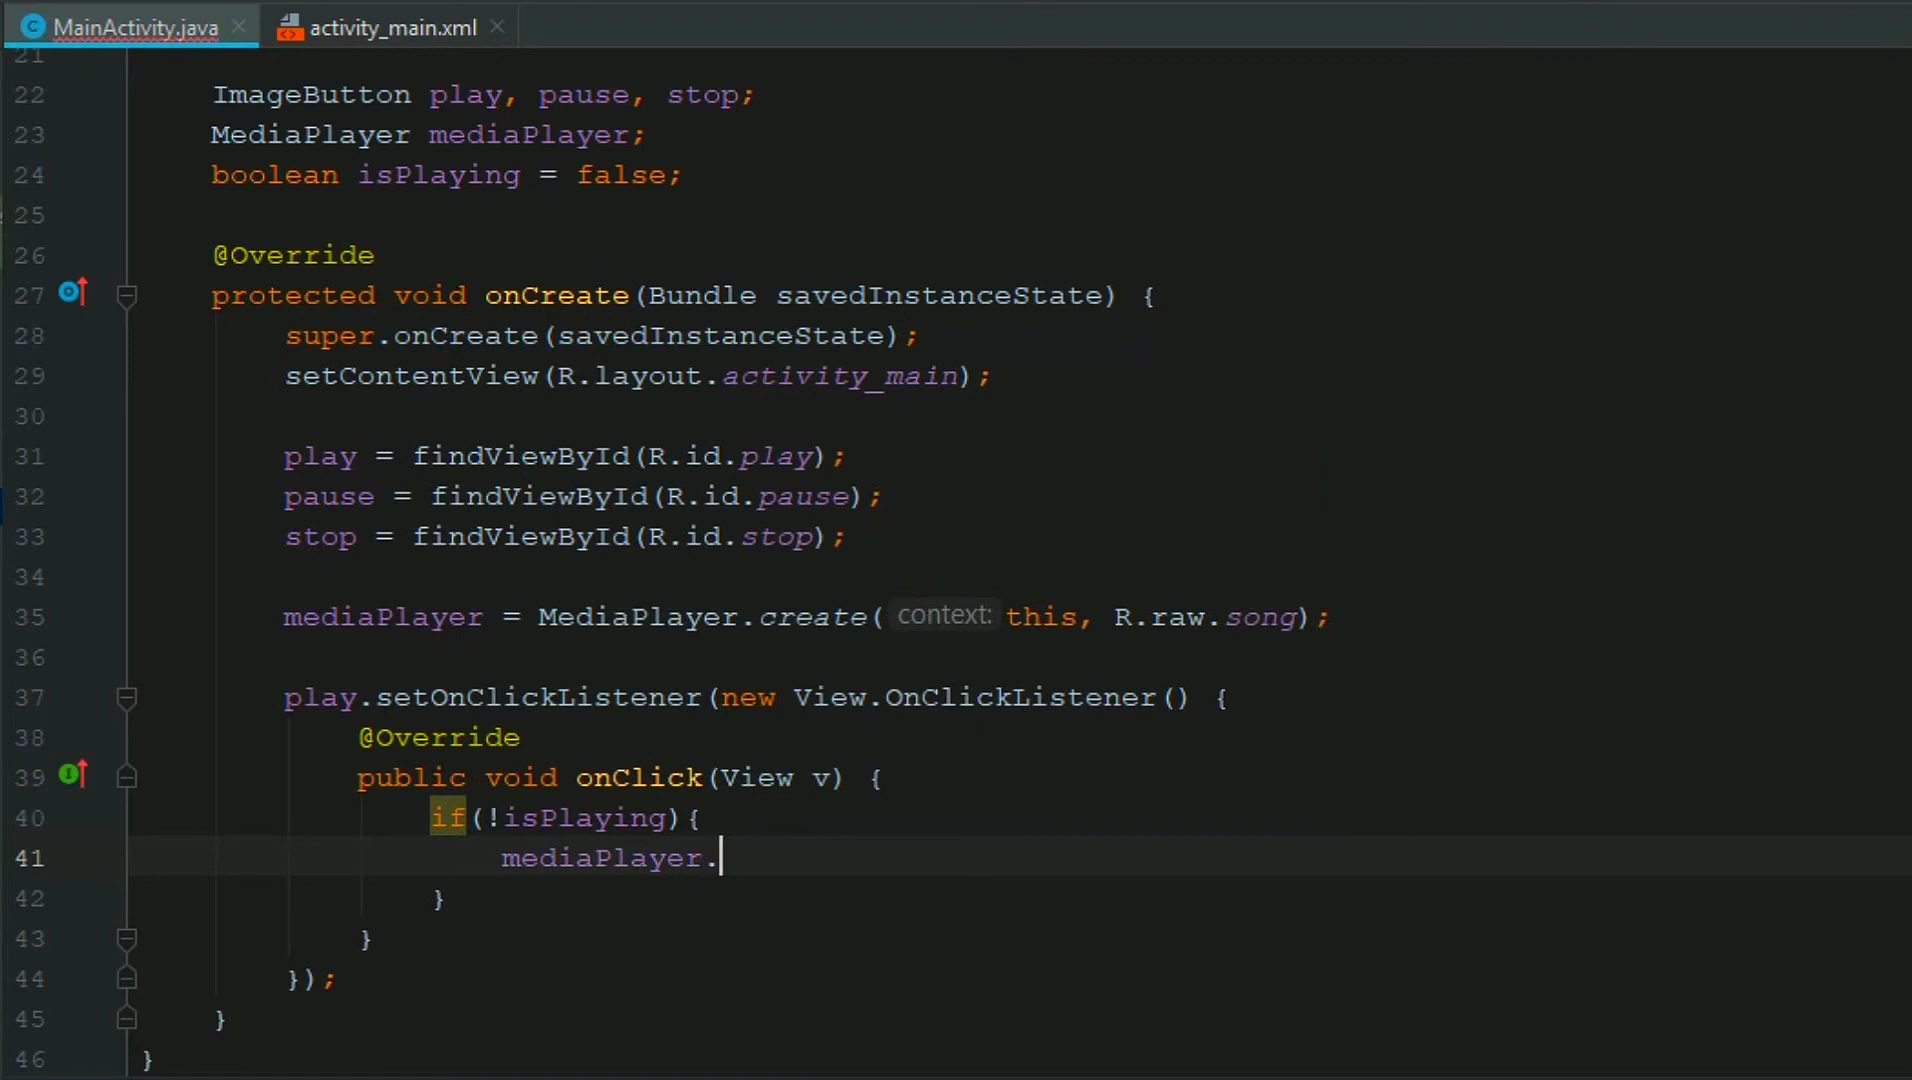 MainActivity.java activity_main.xml
21
22 ImageButton play, pause, stop;
23 MediaPlayer mediaPlayer;
24 boolean isPlaying = false;
25
26 @Override
27 protected void onCreate(Bundle savedInstanceState) {
28 super.onCreate(savedInstanceState);
29 setContentView(R.layout.activity_main);
30
31 play = findViewById(R.id.play);
32 pause = findViewById(R.id.pause);
33 stop = findViewById(R.id.stop);
34
35 mediaPlayer = MediaPlayer.create( context: this, R.raw.song);
36
37 play.setOnClickListener(new View.OnClickListener() {
38 @Override
39 public void onClick(View v) {
40 if(!isPlaying){
41 mediaPlayer.
42 }
43 }
44 });
45 }
46 }